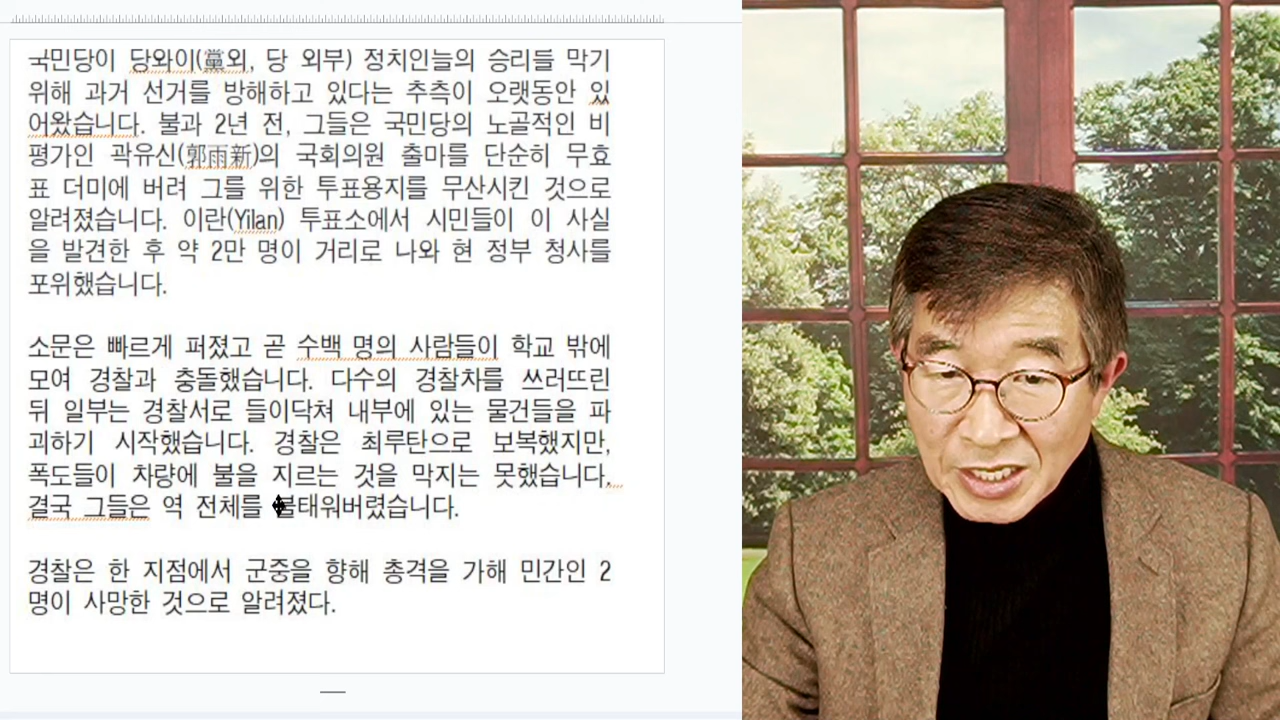 국민당이 당와이(黨외, 당 외부) 정치인들의 승리를 막기
위해 과거 선거를 방해하고 있다는 추측이 오랫동안 있
어왔습니다. 불과 2년 전, 그들은 국민당의 노골적인 비
평가인 곽유신(郭雨新)의 국회의원 출마를 단순히 무효
표 더미에 버려 그를 위한 투표용지를 무산시킨 것으로
알려졌습니다. 이란(Yilan) 투표소에서 시민들이 이 사실
을 발견한 후 약 2만 명이 거리로 나와 현 정부 청사를
포위했습니다.
소문은 빠르게 퍼졌고 곧 수백 명의 사람들이 학교 밖에
모여 경찰과 충돌했습니다. 다수의 경찰차를 쓰러뜨린
뒤 일부는 경찰서로 들이닥쳐 내부에 있는 물건들을 파
괴하기 시작했습니다. 경찰은 최루탄으로 보복했지만,
폭도들이 차량에 불을 지르는 것을 막지는 못했습니다.
결국 그들은 역 전체를 불태워버렸습니다.
경찰은 한 지점에서 군중을 향해 총격을 가해 민간인 2
명이 사망한 것으로 알려졌다.